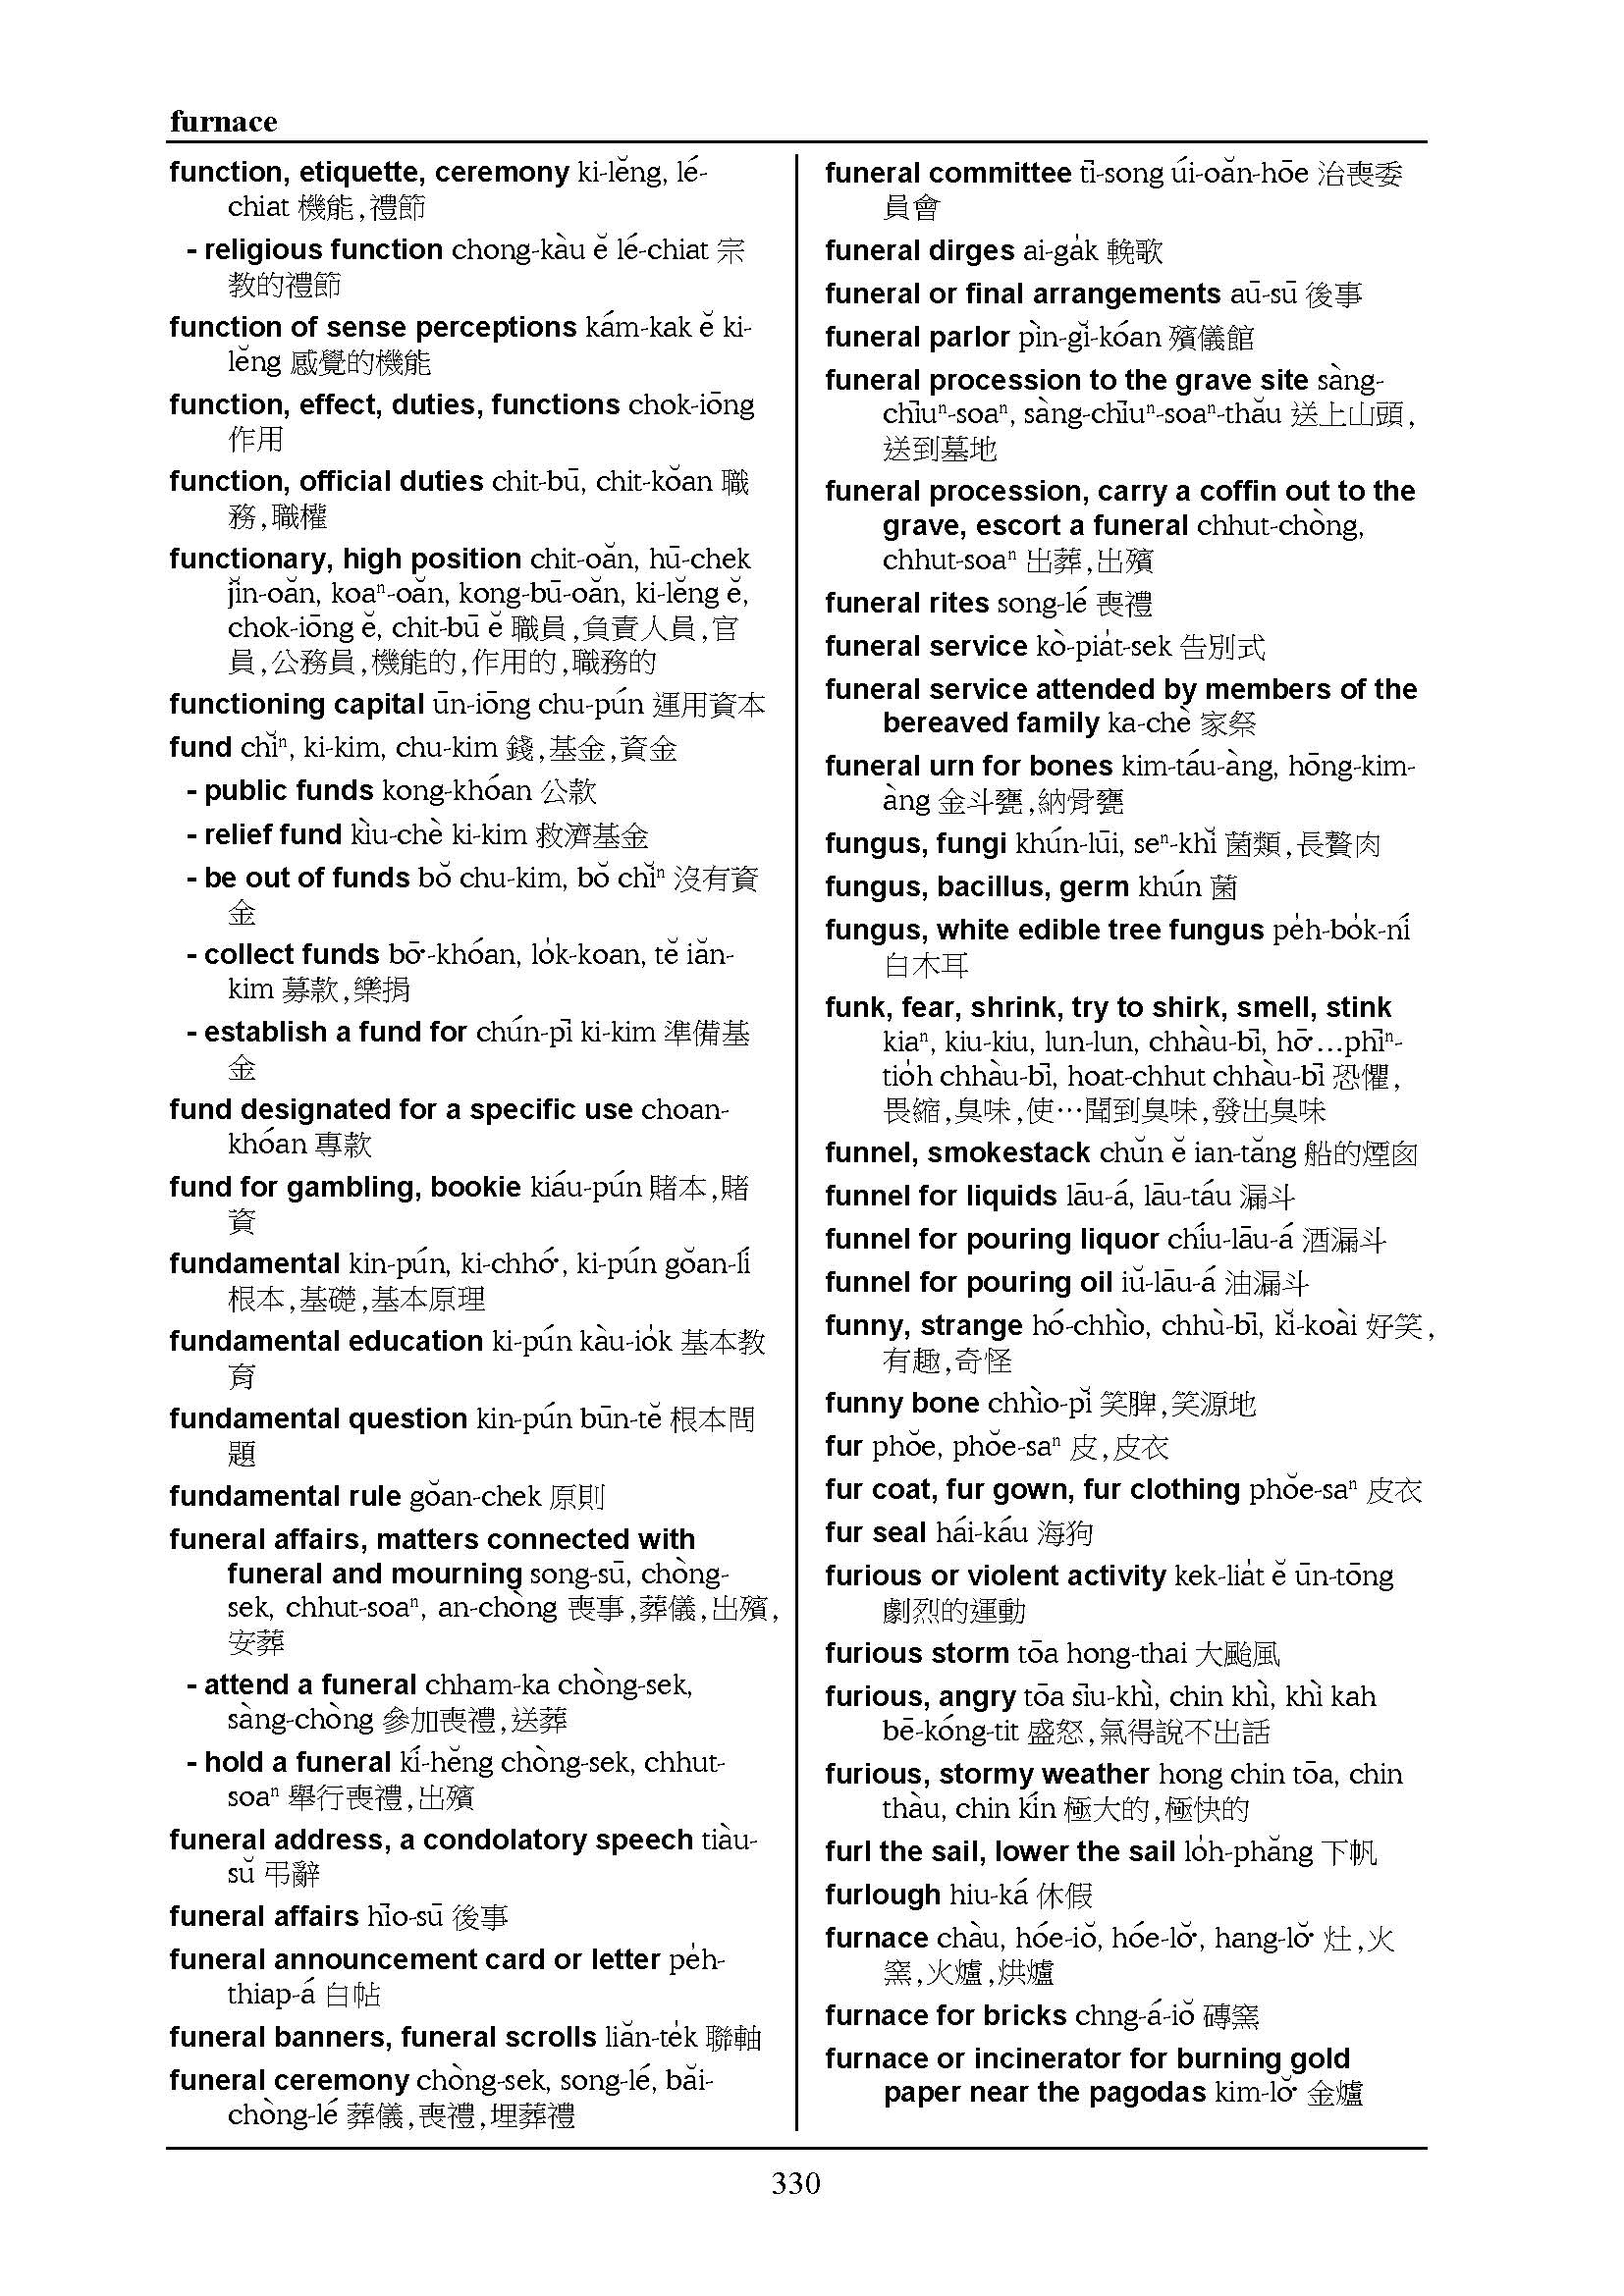 furnace
function, etiquette, ceremony ki-lĕng, lé-
chiat 機能,禮節
- religious function chong-kàu ĕ lé-chiat 宗
教的禮節
function of sense perceptions kám-kak ĕ ki-
lĕng 感覺的機能
function, effect, duties, functions chok-iōng
作用
function, official duties chit-bū, chit-kŏan 職
務,職權
functionary, high position chit-oăn, hū-chek
jĭn-oăn, koaⁿ-oăn, kong-bū-oăn, ki-lĕng ĕ,
chok-iōng ĕ, chit-bū ĕ 職員,負責人員,官
員,公務員,機能的,作用的,職務的
functioning capital ūn-iōng chu-pún 運用資本
fund chĭⁿ, ki-kim, chu-kim 錢,基金,資金
- public funds kong-khóan 公款
- relief fund kìu-chè ki-kim 救濟基金
- be out of funds bŏ chu-kim, bŏ chĭⁿ 沒有資
金
- collect funds bō͘-khóan, lo̍k-koan, tĕ iăn-
kim 募款,樂捐
- establish a fund for chún-pī ki-kim 準備基
金
fund designated for a specific use choan-
khóan 專款
fund for gambling, bookie kiáu-pún 賭本,賭
資
fundamental kin-pún, ki-chhó͘, ki-pún gŏan-lí
根本,基礎,基本原理
fundamental education ki-pún kàu-io̍k 基本教
育
fundamental question kin-pún būn-tĕ 根本問
題
fundamental rule gŏan-chek 原則
funeral affairs, matters connected with
funeral and mourning song-sū, chòng-
sek, chhut-soaⁿ, an-chòng 喪事,葬儀,出殯,
安葬
- attend a funeral chham-ka chòng-sek,
sàng-chòng 參加喪禮,送葬
- hold a funeral kí-hĕng chòng-sek, chhut-
soaⁿ 舉行喪禮,出殯
funeral address, a condolatory speech tiàu-
sŭ 弔辭
funeral affairs hīo-sū 後事
funeral announcement card or letter pe̍h-
thiap-á 白帖
funeral banners, funeral scrolls liăn-te̍k 聯軸
funeral ceremony chòng-sek, song-lé, băi-
chòng-lé 葬儀,喪禮,埋葬禮
funeral committee tī-song úi-oăn-hōe 治喪委
員會
funeral dirges ai-ga̍k 輓歌
funeral or final arrangements aū-sū 後事
funeral parlor pìn-gĭ-kóan 殯儀館
funeral procession to the grave site sàng-
chīuⁿ-soaⁿ, sàng-chīuⁿ-soaⁿ-thău 送上山頭,
送到墓地
funeral procession, carry a coffin out to the
grave, escort a funeral chhut-chòng,
chhut-soaⁿ 出葬,出殯
funeral rites song-lé 喪禮
funeral service kò-pia̍t-sek 告別式
funeral service attended by members of the
bereaved family ka-chè 家祭
funeral urn for bones kim-táu-àng, hōng-kim-
àng 金斗甕,納骨甕
fungus, fungi khún-lūi, seⁿ-khĭ 菌類,長贅肉
fungus, bacillus, germ khún 菌
fungus, white edible tree fungus pe̍h-bo̍k-ní
白木耳
funk, fear, shrink, try to shirk, smell, stink
kiaⁿ, kiu-kiu, lun-lun, chhàu-bī, hō͘…phīⁿ-
tio̍h chhàu-bī, hoat-chhut chhàu-bī 恐懼,
畏縮,臭味,使…聞到臭味,發出臭味
funnel, smokestack chŭn ĕ ian-tăng 船的煙囪
funnel for liquids lāu-á, lāu-táu 漏斗
funnel for pouring liquor chíu-lāu-á 酒漏斗
funnel for pouring oil iŭ-lāu-á 油漏斗
funny, strange hó-chhìo, chhù-bī, kĭ-koài 好笑,
有趣,奇怪
funny bone chhìo-pĭ 笑脾,笑源地
fur phŏe, phŏe-saⁿ 皮,皮衣
fur coat, fur gown, fur clothing phŏe-saⁿ 皮衣
fur seal hái-káu 海狗
furious or violent activity kek-lia̍t ĕ ūn-tōng
劇烈的運動
furious storm tōa hong-thai 大颱風
furious, angry tōa sīu-khì, chin khì, khì kah
bē-kóng-tit 盛怒,氣得說不出話
furious, stormy weather hong chin tōa, chin
thàu, chin kín 極大的,極快的
furl the sail, lower the sail lo̍h-phăng 下帆
furlough hiu-ká 休假
furnace chàu, hóe-iŏ, hóe-lŏ͘, hang-lŏ͘ 灶,火
窯,火爐,烘爐
furnace for bricks chng-á-iŏ 磚窯
furnace or incinerator for burning gold
paper near the pagodas kim-lŏ͘ 金爐
330